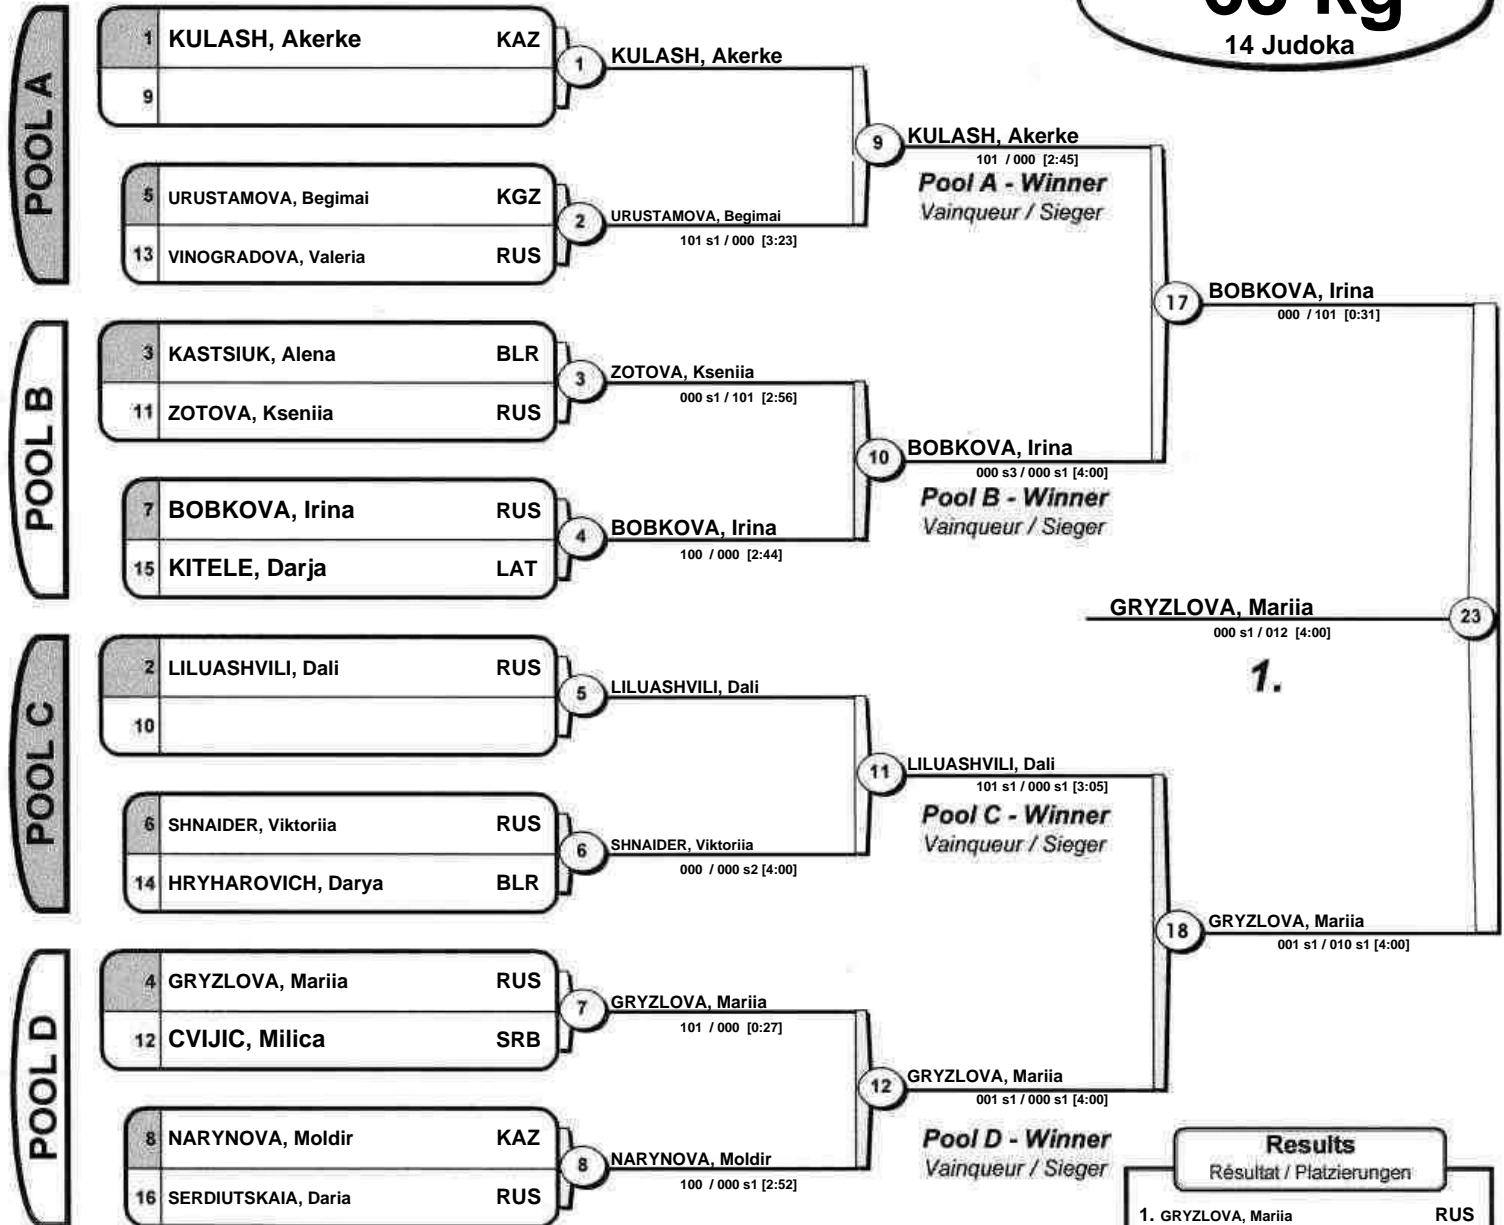 kg
14 Judoka
POOL A
1 KULASH, Akerke KAZ
9
5 URUSTAMOVA, Begimai KGZ
13 VINOGRADOVA, Valeria RUS
1 KULASH, Akerke
2 URUSTAMOVA, Begimai
101 s1 / 000 [3:23]
9 KULASH, Akerke
101 / 000 [2:45]
Pool A - Winner
Vainqueur / Sieger
POOL B
3 KASTSIUK, Alena BLR
11 ZOTOVA, Kseniia RUS
7 BOBKOVA, Irina RUS
15 KITELE, Darja LAT
3 ZOTOVA, Kseniia
000 s1 / 101 [2:56]
4 BOBKOVA, Irina
100 / 000 [2:44]
10 BOBKOVA, Irina
000 s3 / 000 s1 [4:00]
Pool B - Winner
Vainqueur / Sieger
17 BOBKOVA, Irina
000 / 101 [0:31]
GRYZLOVA, Mariia 23
000 s1 / 012 [4:00]
1.
POOL C
2 LILUASHVILI, Dali RUS
10
6 SHNAIDER, Viktoriia RUS
14 HRYHAROVICH, Darya BLR
5 LILUASHVILI, Dali
6 SHNAIDER, Viktoriia
000 / 000 s2 [4:00]
11 LILUASHVILI, Dali
101 s1 / 000 s1 [3:05]
Pool C - Winner
Vainqueur / Sieger
18 GRYZLOVA, Mariia
001 s1 / 010 s1 [4:00]
POOL D
4 GRYZLOVA, Mariia RUS
12 CVIJIC, Milica SRB
8 NARYNOVA, Moldir KAZ
16 SERDIUTSKAIA, Daria RUS
7 GRYZLOVA, Mariia
101 / 000 [0:27]
8 NARYNOVA, Moldir
100 / 000 s1 [2:52]
12 GRYZLOVA, Mariia
001 s1 / 000 s1 [4:00]
Pool D - Winner
Vainqueur / Sieger
Results
Résultat / Platzierungen
1. GRYZLOVA, Mariia RUS